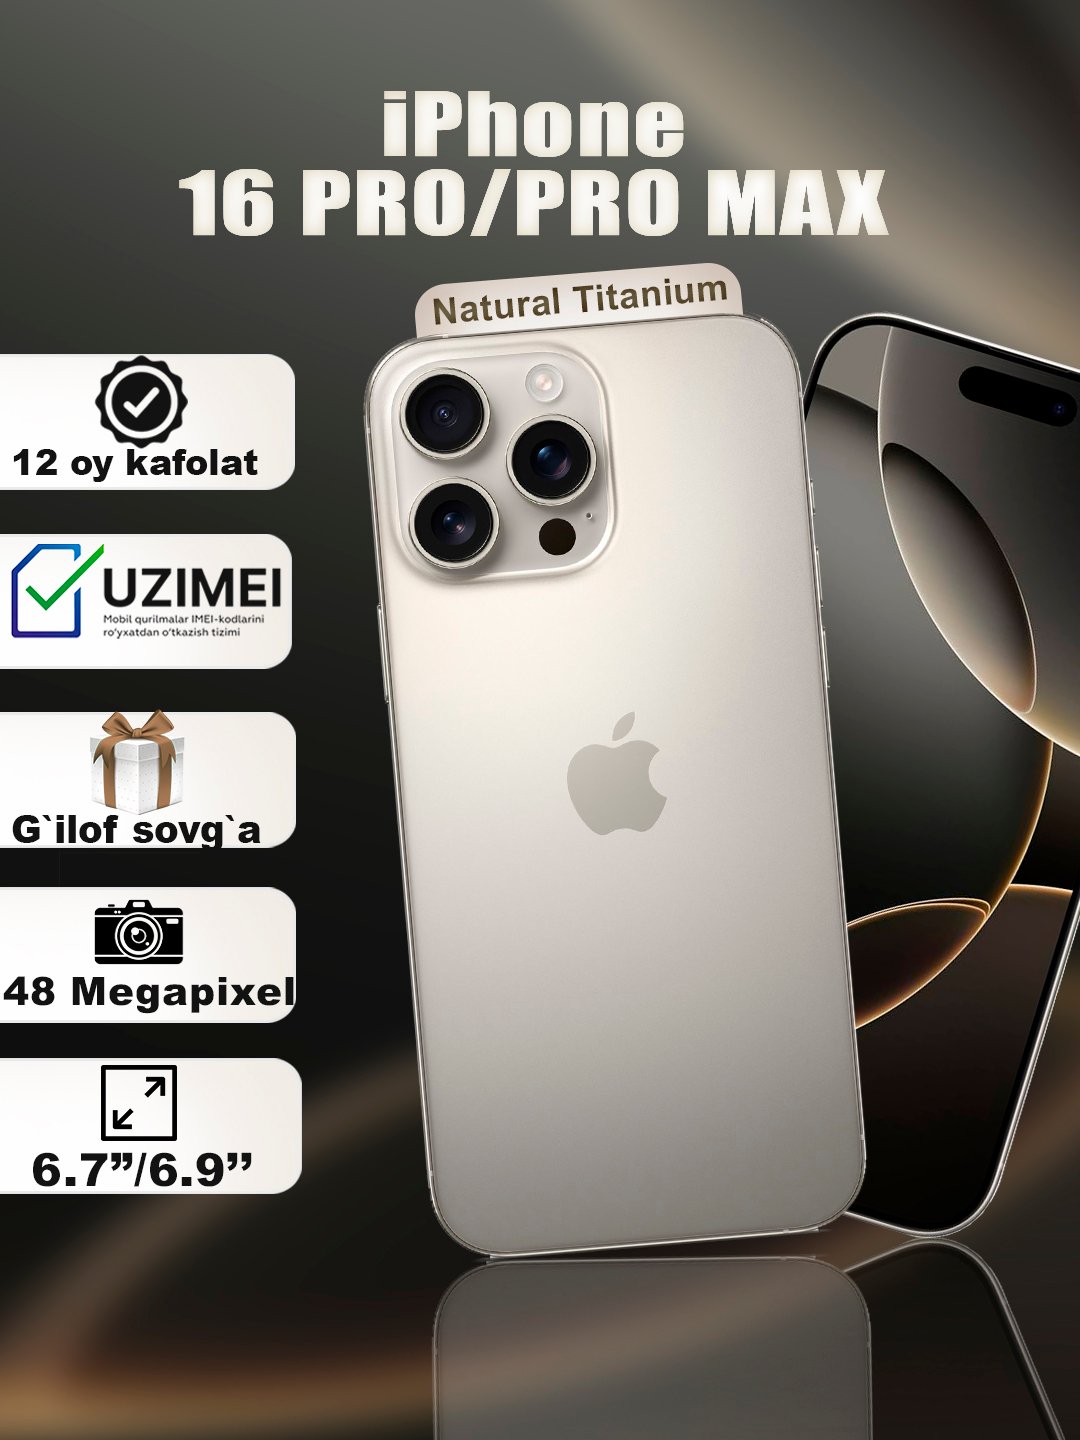 iPhone
16 PRO/PRO MAX
Natural Titanium
12 oy kafolat
UZIMEI
Mobil qurilmalar IMEI-kodlarini
ro‘yxatdan o‘tkazish tizimi
G`ilof sovg`a
48 Megapixel
6.7”/6.9’’